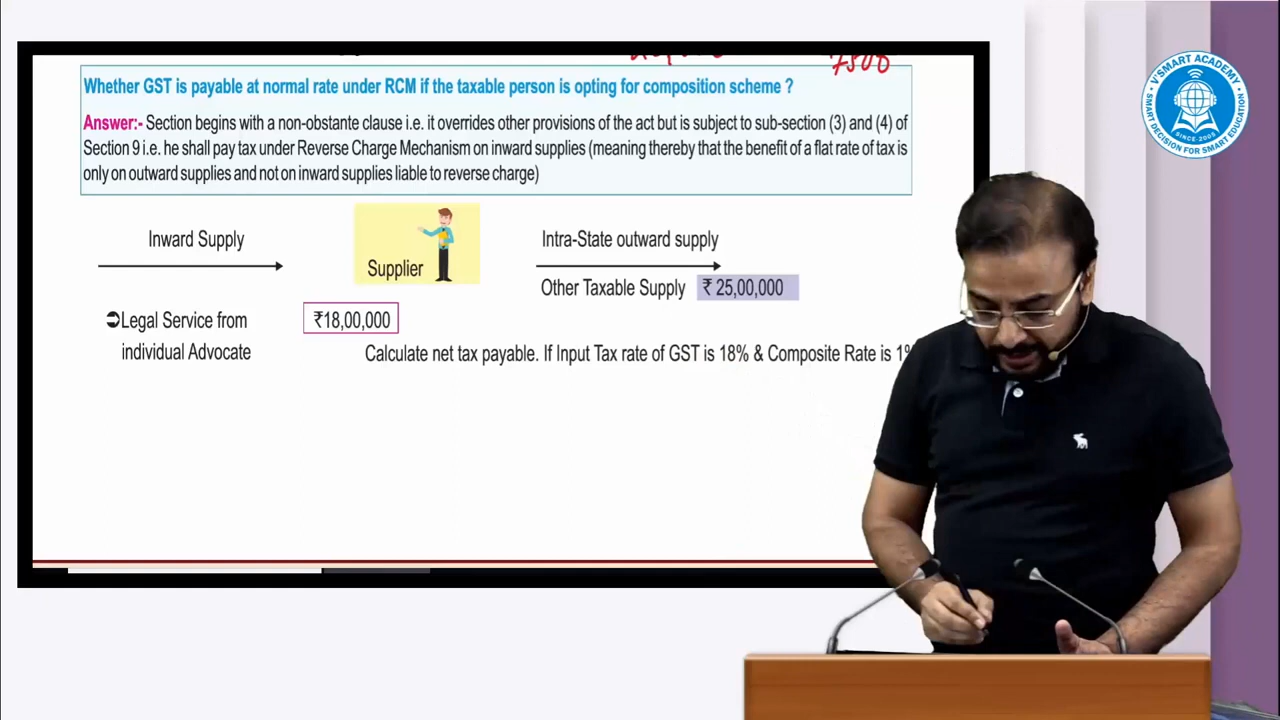 7500
Whether GST is payable at normal rate under RCM if the taxable person is opting for composition scheme ?
Answer:- Section begins with a non-obstante clause i.e. it overrides other provisions of the act but is subject to sub-section (3) and (4) of
Section 9 i.e. he shall pay tax under Reverse Charge Mechanism on inward supplies (meaning thereby that the benefit of a flat rate of tax is
only on outward supplies and not on inward supplies liable to reverse charge)
Inward Supply
Supplier
Intra-State outward supply
Other Taxable Supply ₹ 25,00,000
➲Legal Service from
individual Advocate
₹18,00,000
Calculate net tax payable. If Input Tax rate of GST is 18% & Composite Rate is 1%
V'SMART ACADEMY
SINCE-2005
SMART DECISION FOR SMART EDUCATION